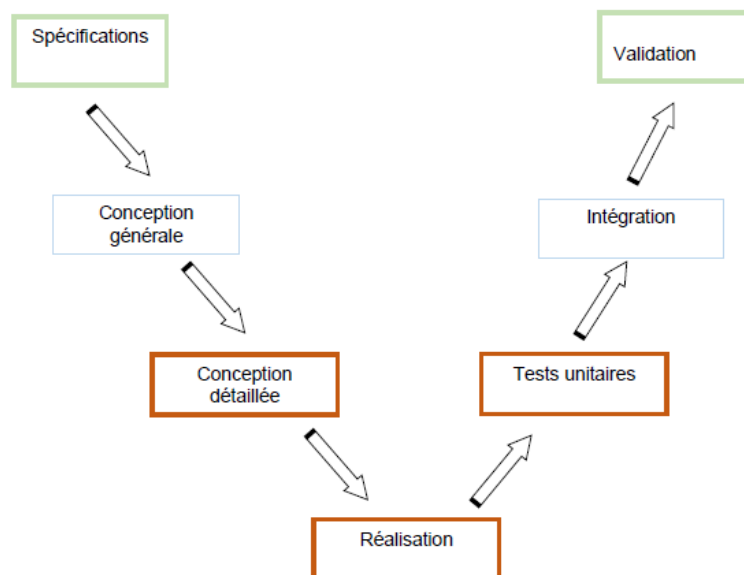 Spécifications
Validation
Conception
générale
Intégration
Conception
détaillée
Tests unitaires
Réalisation